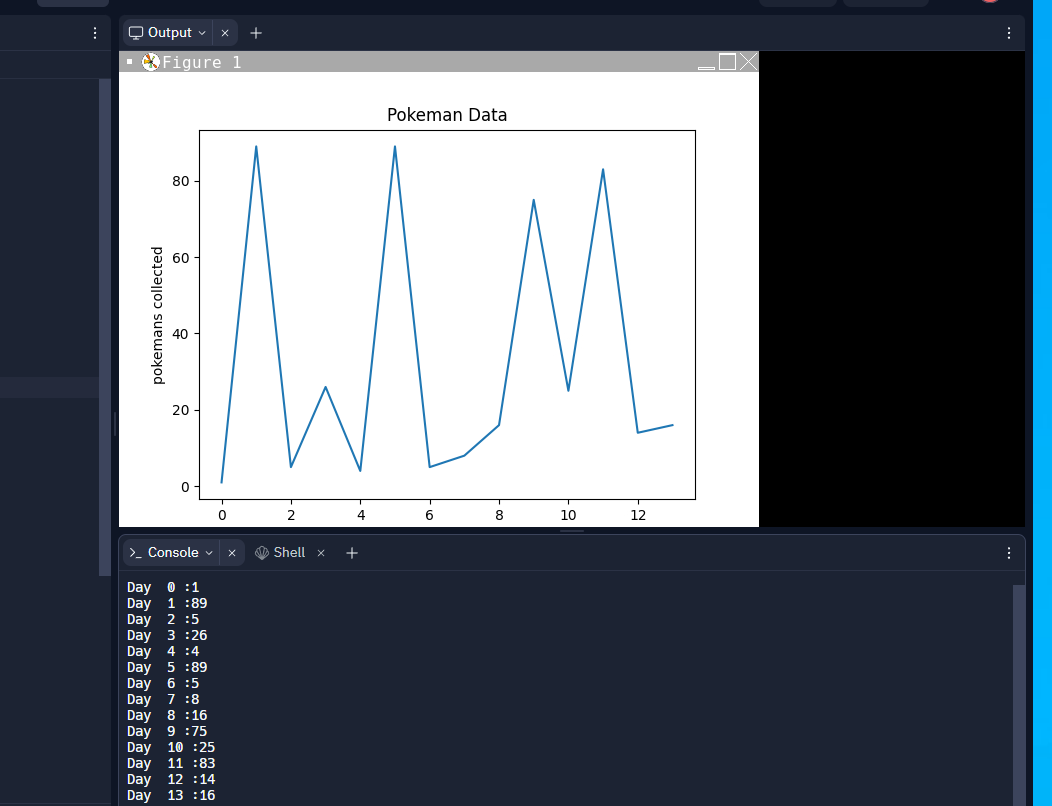 Output
Figure 1
Pokeman Data
pokemans collected
80
60
40
20
0
0 2 4 6 8 10 12
>_ Console
Shell
Day  0 :1
Day  1 :89
Day  2 :5
Day  3 :26
Day  4 :4
Day  5 :89
Day  6 :5
Day  7 :8
Day  8 :16
Day  9 :75
Day  10 :25
Day  11 :83
Day  12 :14
Day  13 :16